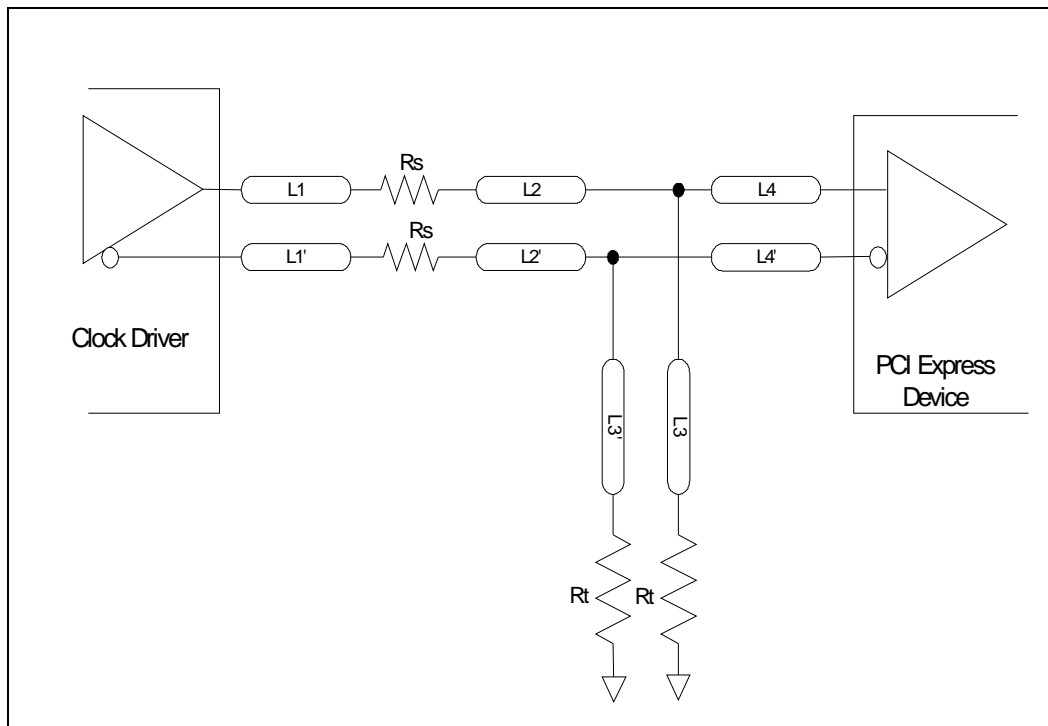 Rs
L1
L2
L4
Rs
L1'
L2'
L4'
Clock Driver
PCI Express
Device
L3'
L3
Rt
Rt